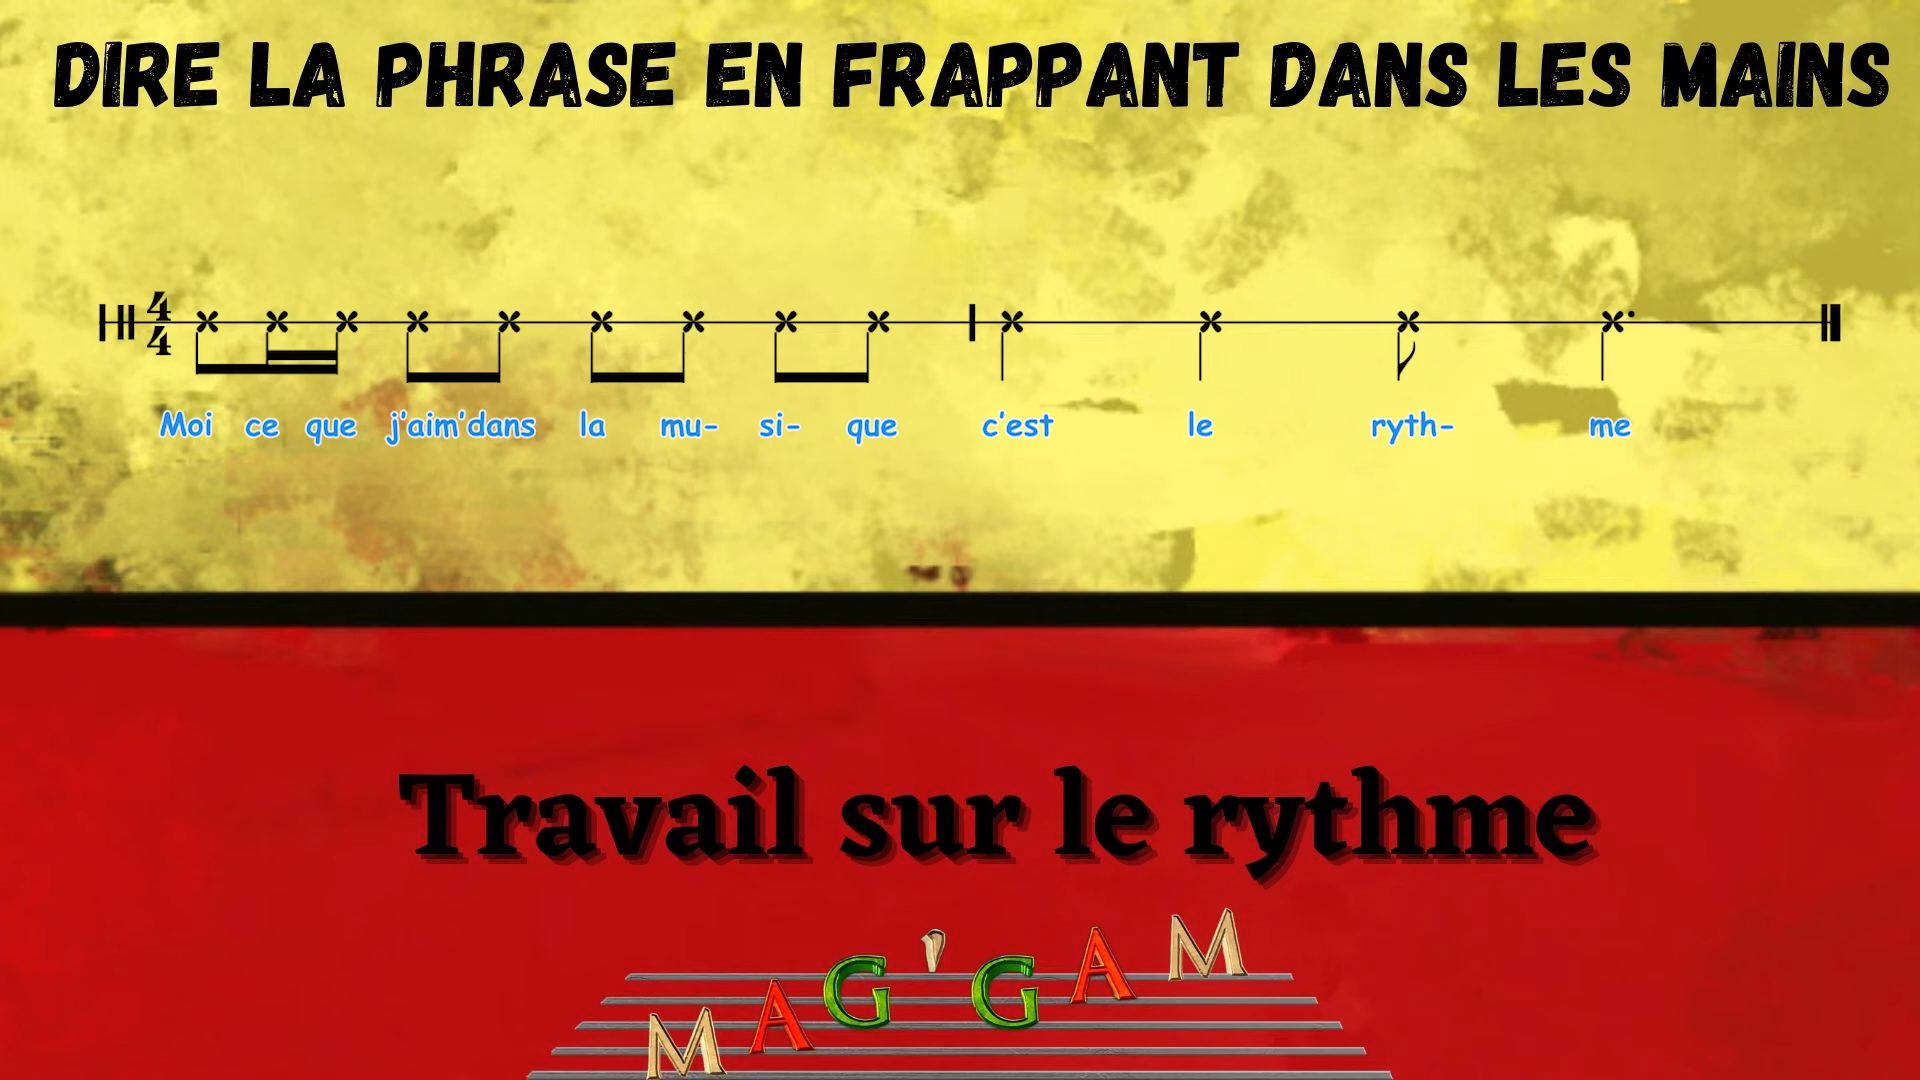 DIRE LA PHRASE EN FRAPPANT DANS LES MAINS
4
4
Moi ce que j'aim'dans la mu- si- que c'est le ryth- me
Travail sur le rythme
MAG'GAM